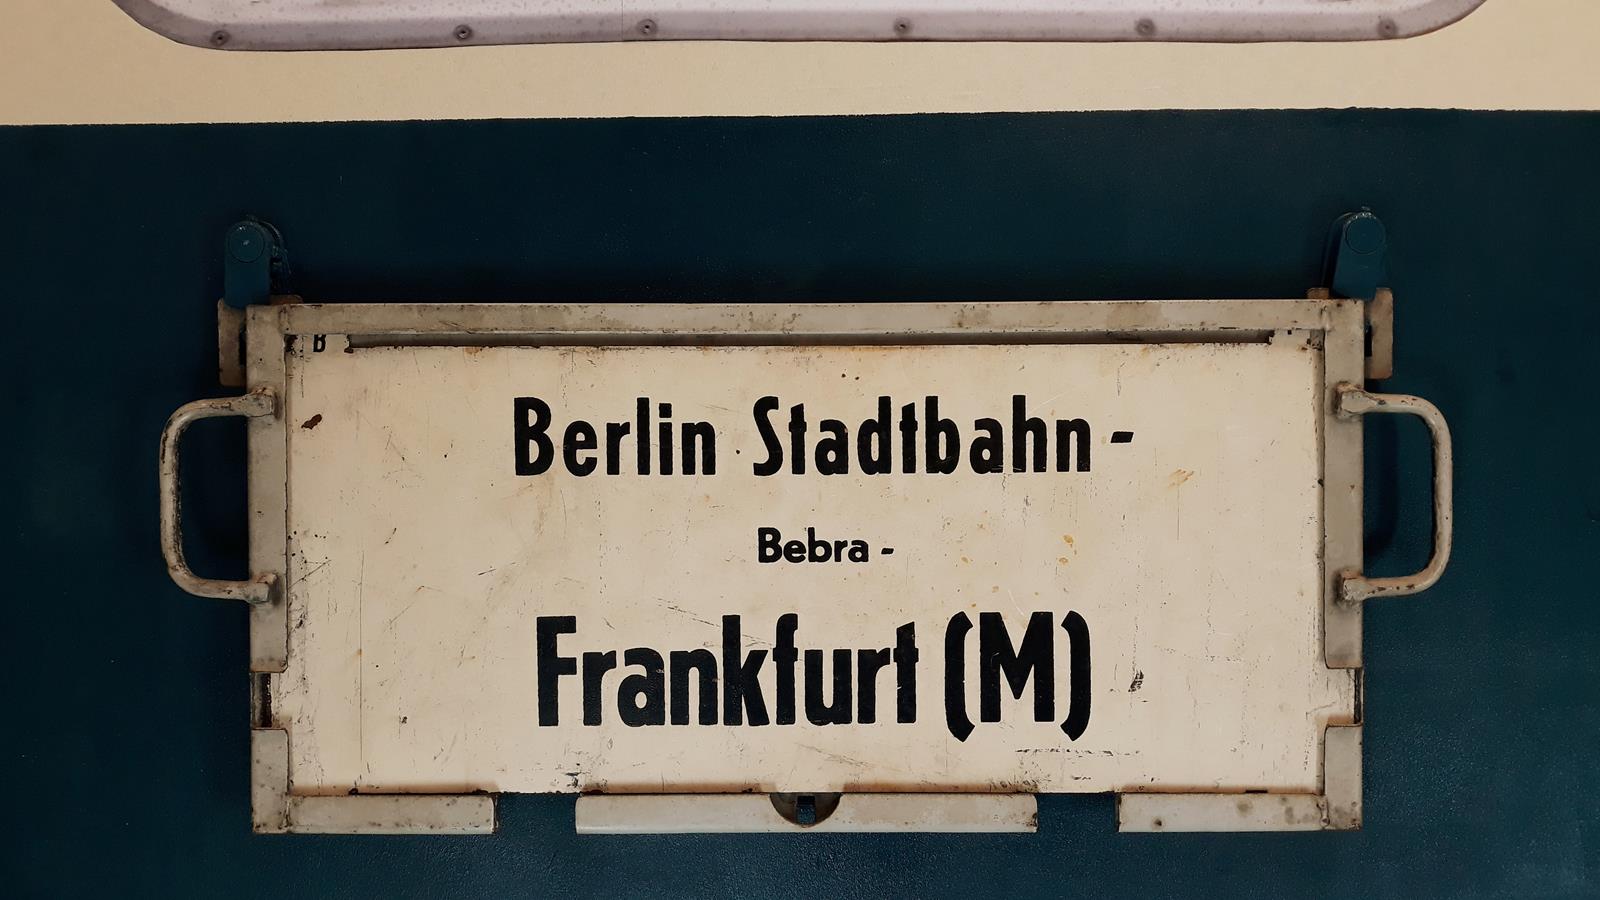 B
Berlin Stadtbahn-
Bebra-
Frankfurt (M)